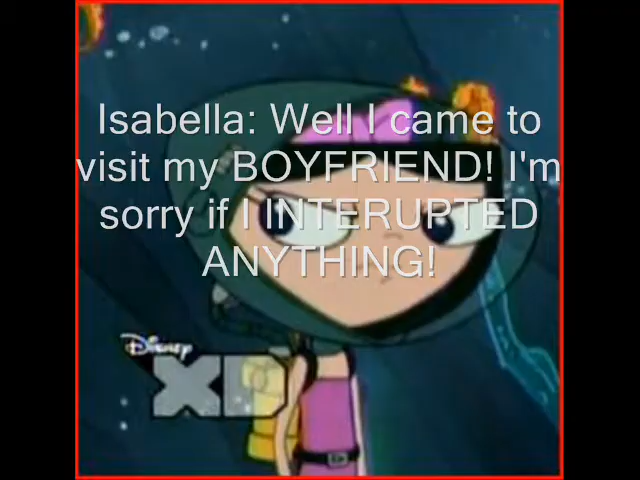 Isabella: Well I came to
visit my BOYFRIEND! I'm
sorry if I INTERUPTED
ANYTHING!
Disney
XD